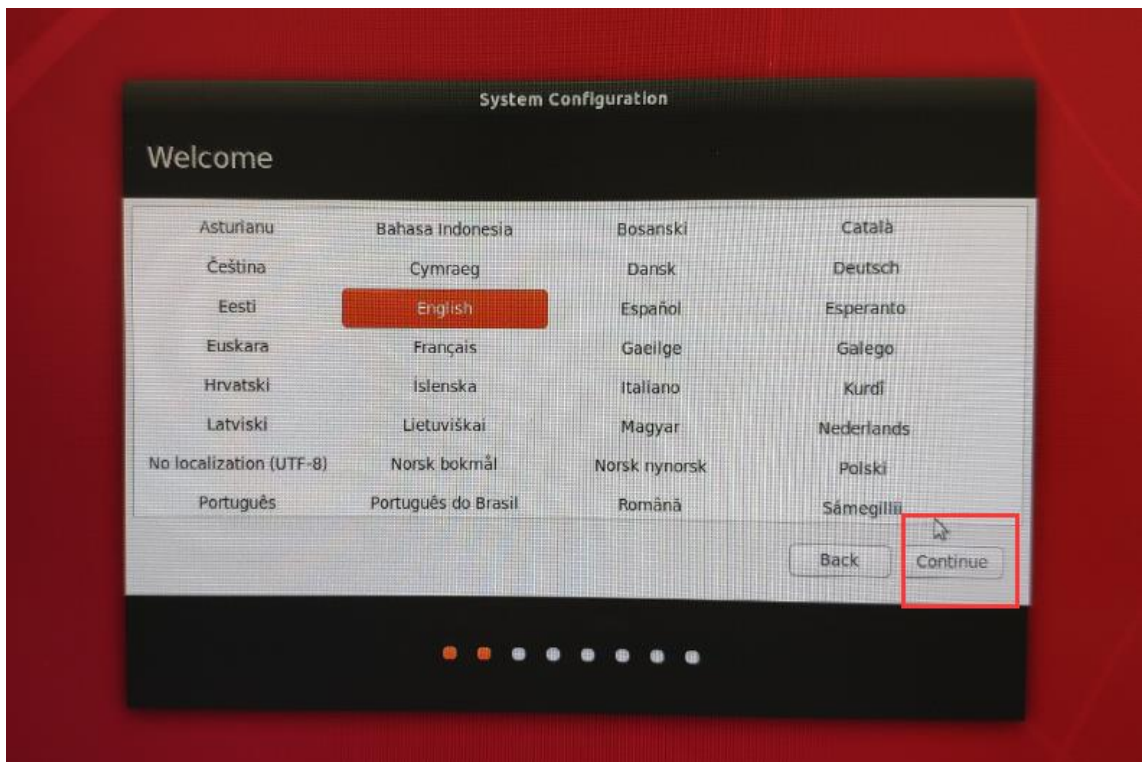 System Configuration
Welcome
Asturianu Bahasa Indonesia Bosanski Català
Čeština Cymraeg Dansk Deutsch
Eesti English Español Esperanto
Euskara Français Gaeilge Galego
Hrvatski Íslenska Italiano Kurdî
Latviski Lietuviškai Magyar Nederlands
No localization (UTF-8) Norsk bokmål Norsk nynorsk Polski
Português Português do Brasil Română Sámegillii
Back Continue